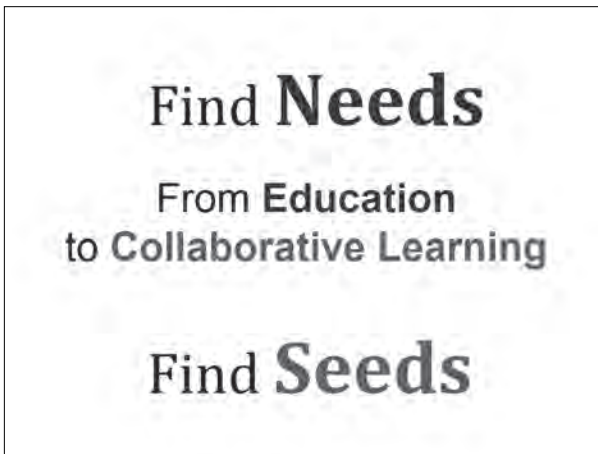 Find Needs
From Education
to Collaborative Learning
Find Seeds